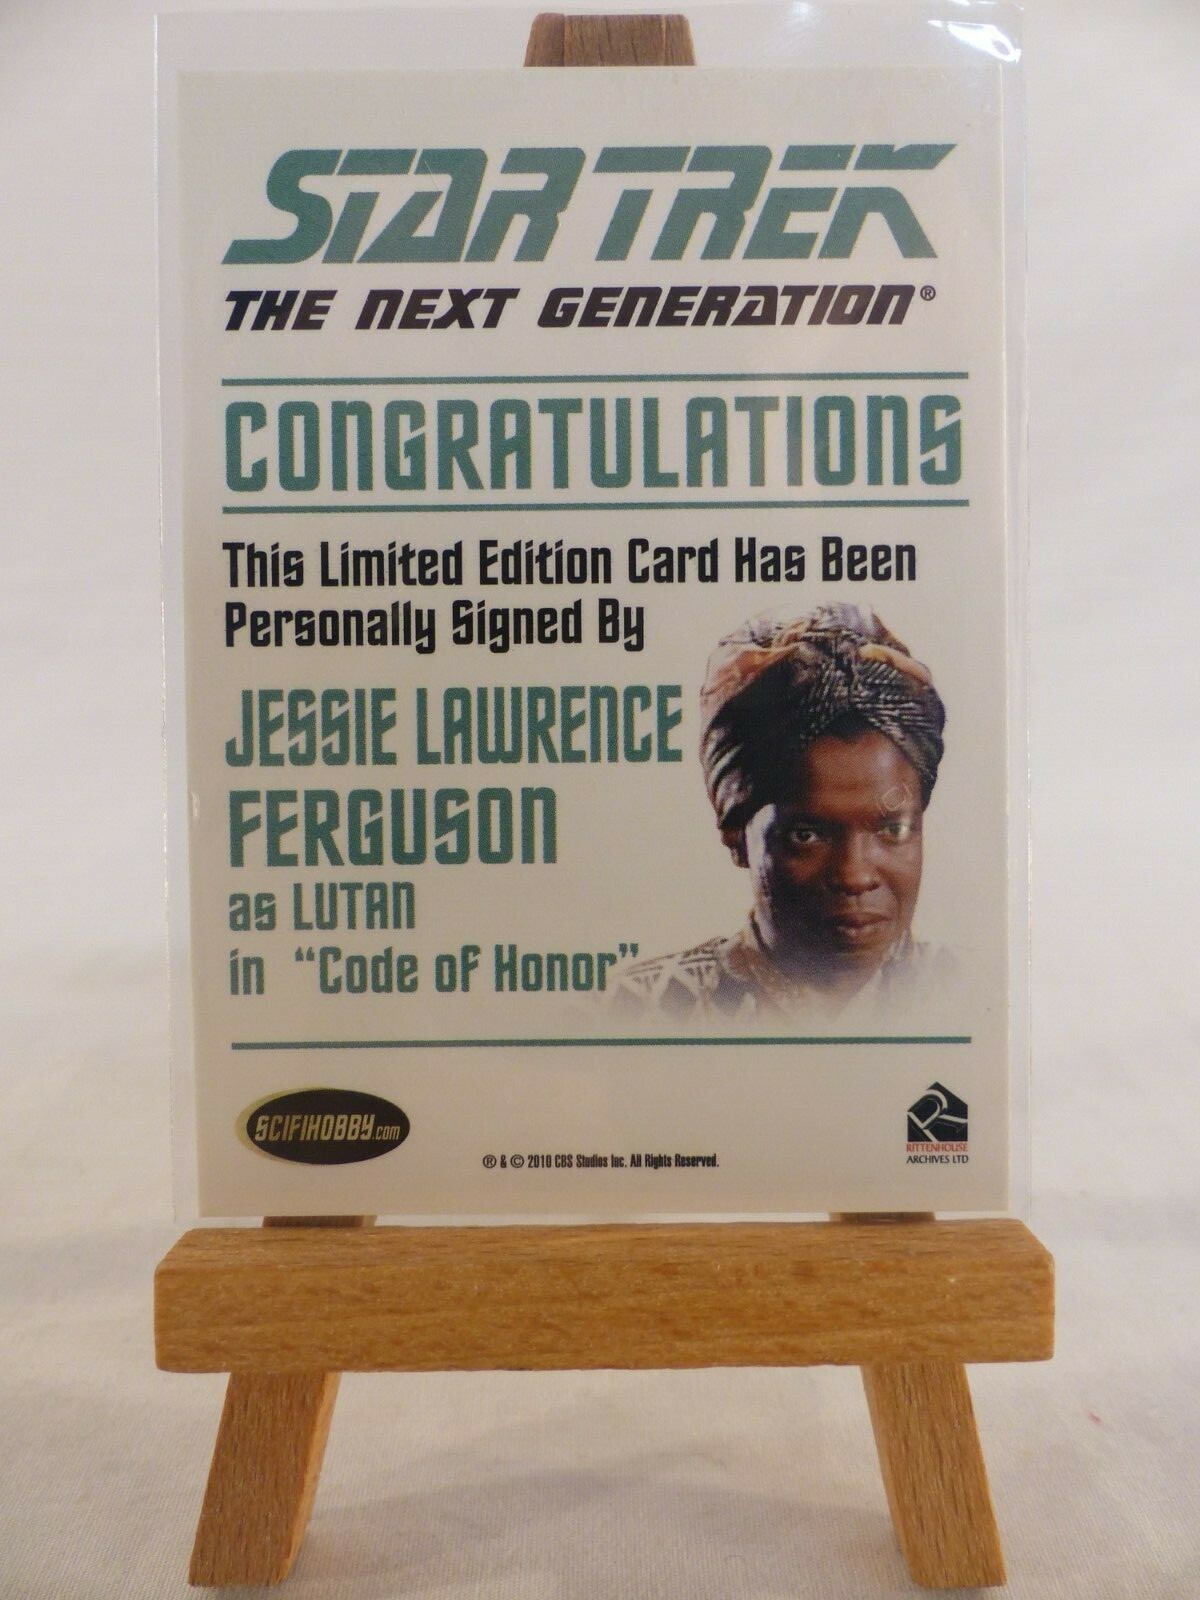 STAR TREK
THE NEXT GENERATION®
CONGRATULATIONS
This Limited Edition Card Has Been
Personally Signed By
JESSIE LAWRENCE
FERGUSON
as LUTAN
in "Code of Honor"
SCIFIHOBBY.com
® & © 2010 CBS Studios Inc. All Rights Reserved.
RITTENHOUSE
ARCHIVES LTD